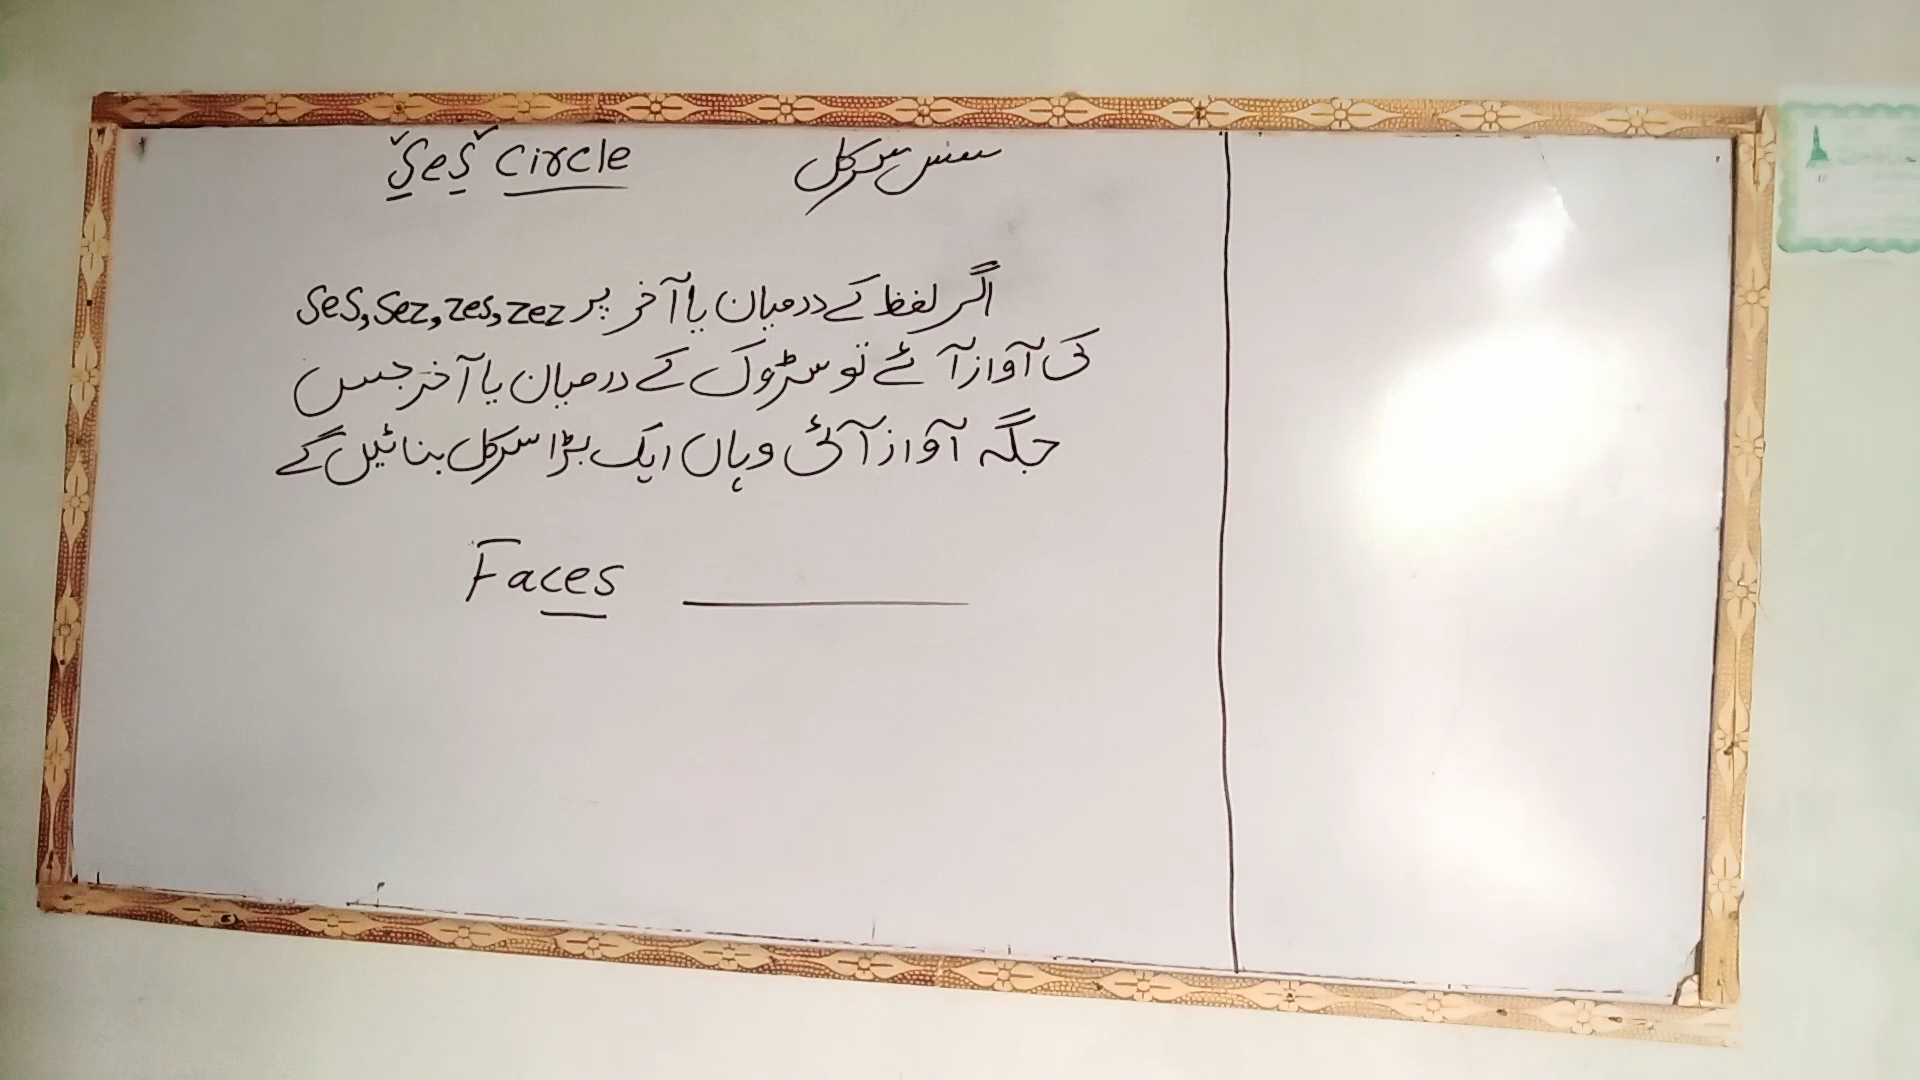 Ses Circle سسس سرکل
اگر لفظ کے درمیان یا آخر پر ses, sez, zes, zez
کی آواز آئے تو سٹروک کے درمیان یا آخر جس
جگہ آواز آئی وہاں ایک بڑا سرکل بنائیں گے
Faces